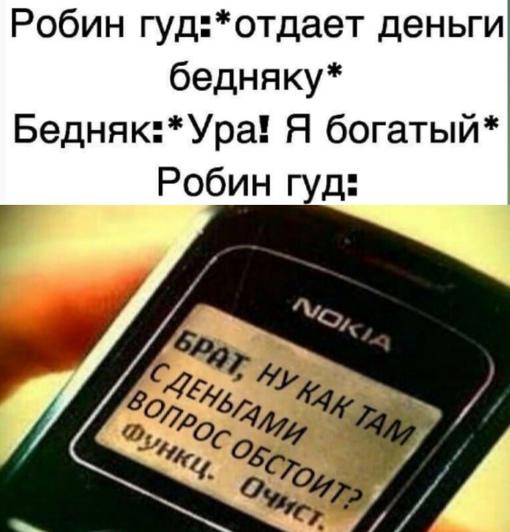 Робин гуд:*отдает деньги
бедняку*
Бедняк:*Ура! Я богатый*
Робин гуд:
NOKIA
БРАТ, НУ КАК ТАМ
С ДЕНЬГАМИ
ВОПРОС ОБСТОИТ?
Функц. Очист.